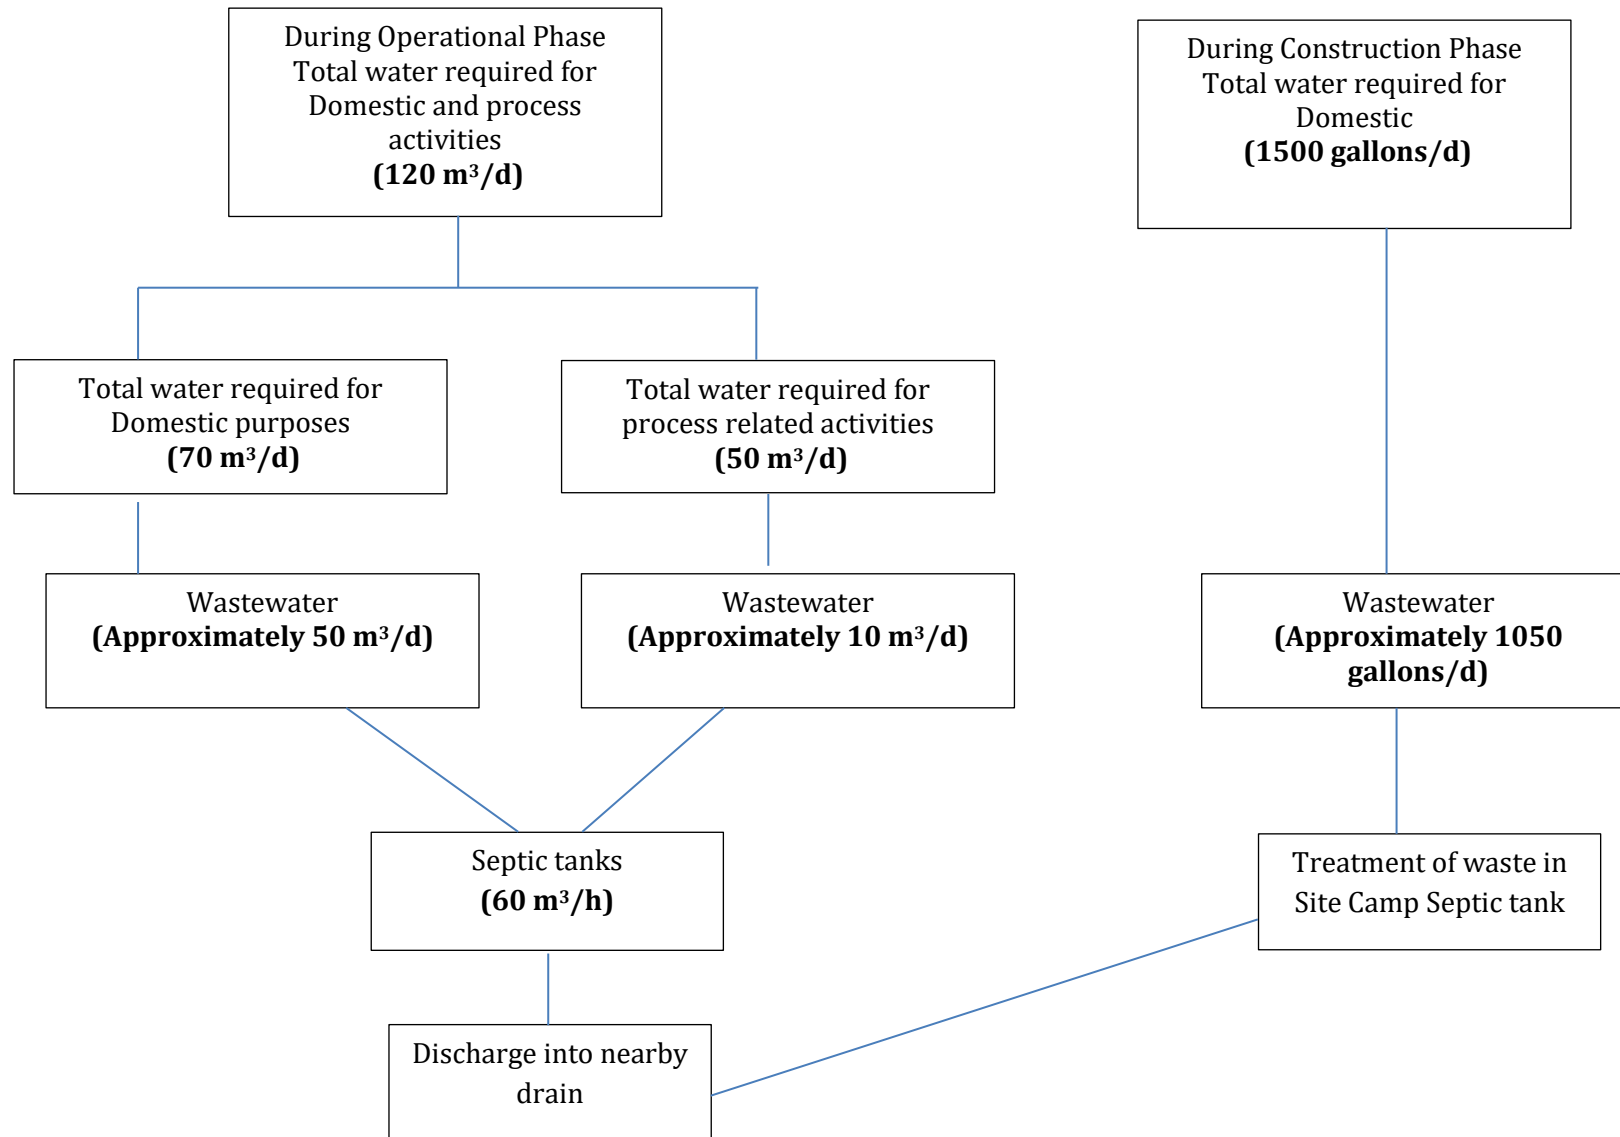 During Operational Phase
Total water required for
Domestic and process
activities
(120 m³/d)
During Construction Phase
Total water required for
Domestic
(1500 gallons/d)
Total water required for
Domestic purposes
(70 m³/d)
Total water required for
process related activities
(50 m³/d)
Wastewater
(Approximately 50 m³/d)
Wastewater
(Approximately 10 m³/d)
Wastewater
(Approximately 1050
gallons/d)
Septic tanks
(60 m³/h)
Treatment of waste in
Site Camp Septic tank
Discharge into nearby
drain